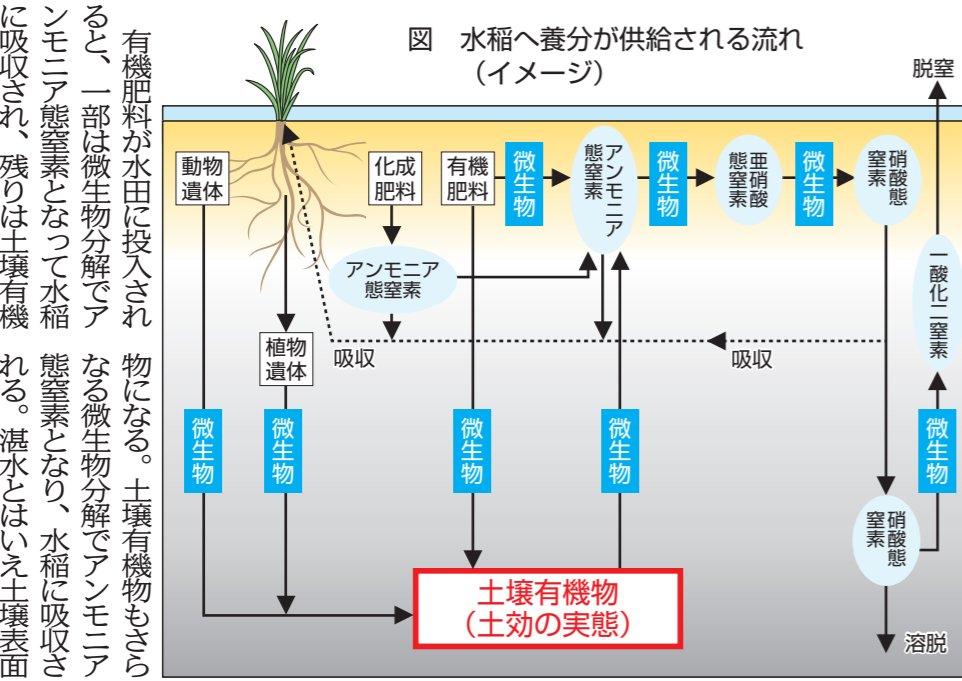 図　水稲へ養分が供給される流れ
（イメージ）
脱窒
動物
遺体
化成
肥料
有機
肥料
微生物
アンモニア
態窒素
微生物
亜硝酸
態窒素
微生物
硝酸態
窒素
アンモニア
態窒素
一酸化二窒素
植物
遺体
吸収
吸収
微生物
微生物
微生物
微生物
微生物
硝酸態
窒素
土壌有機物
（土効の実態）
溶脱
有機肥料が水田に投入され
ると、一部は微生物分解でア
ンモニア態窒素となって水稲
に吸収され、残りは土壌有機
物になる。土壌有機物もさら
なる微生物分解でアンモニア
態窒素となり、水稲に吸収さ
れる。湛水とはいえ土壌表面